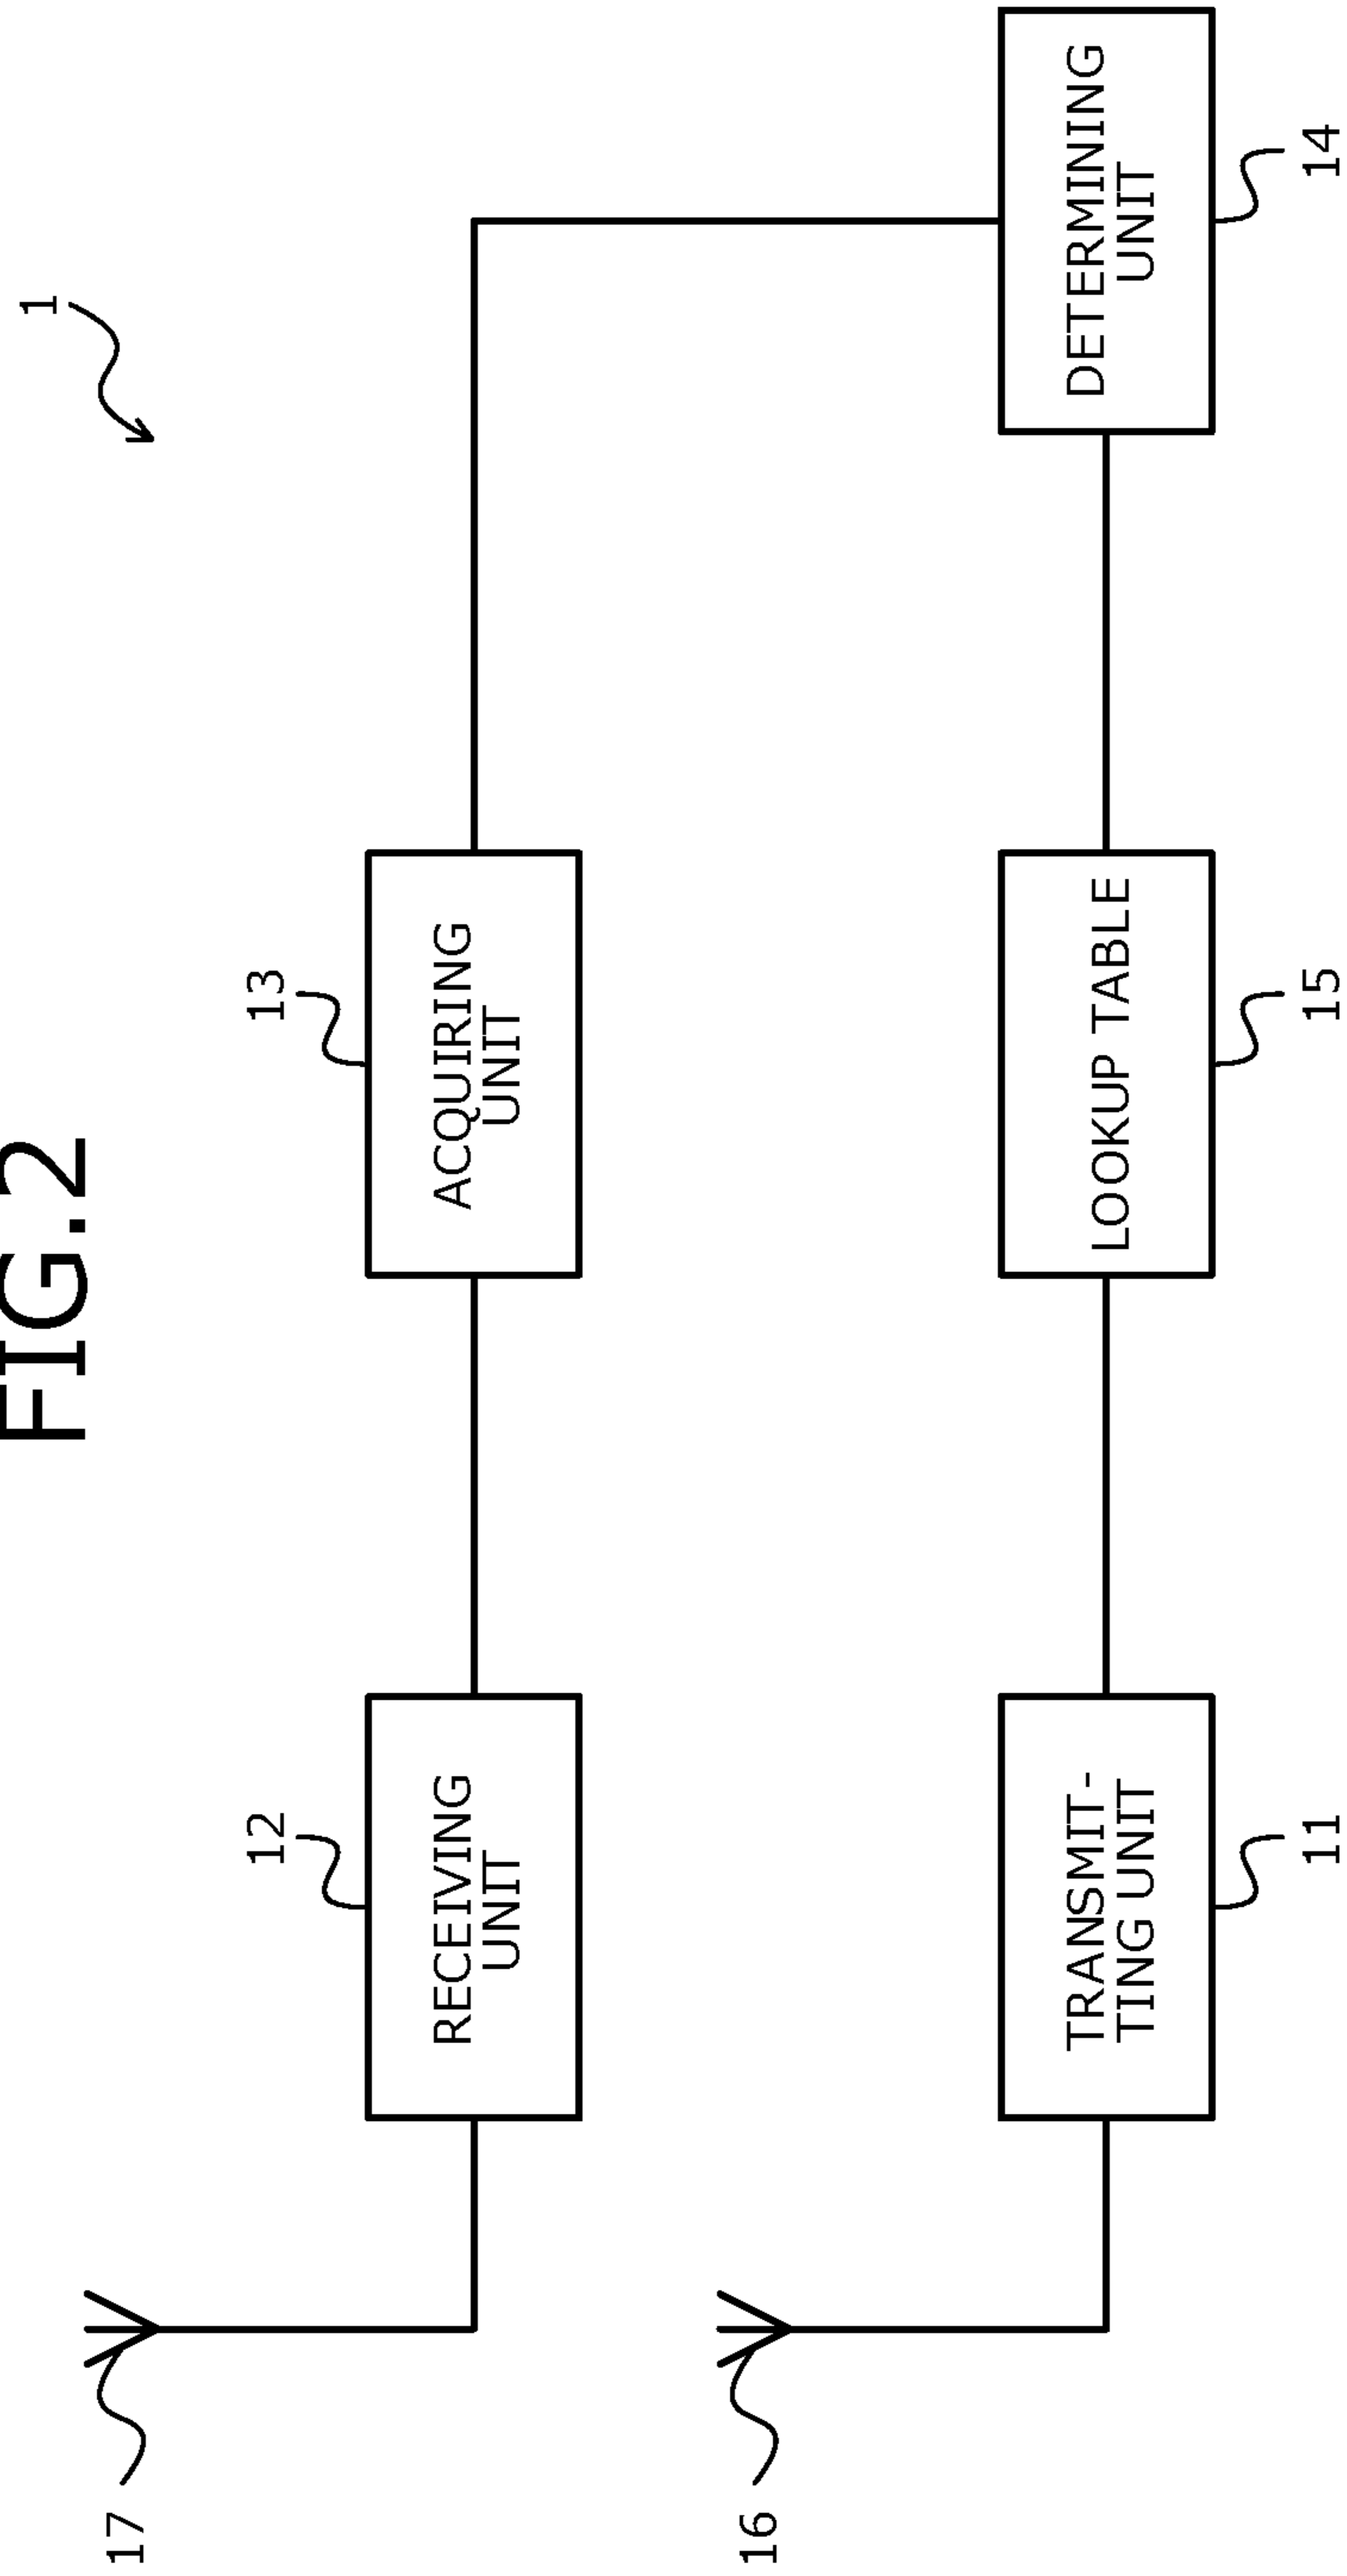 FIG.2
1
17
12
RECEIVING
UNIT
13
ACQUIRING
UNIT
16
TRANSMIT-
TING UNIT
11
LOOKUP TABLE
15
DETERMINING
UNIT
14